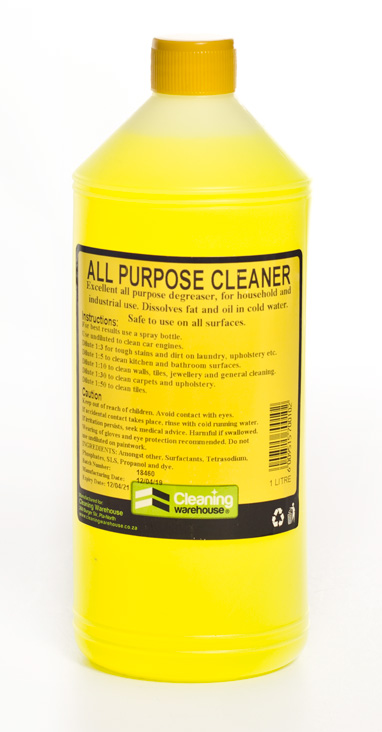 ALL PURPOSE CLEANER
Excellent all purpose degreaser, for household and
industrial use. Dissolves fat and oil in cold water.
Instructions: Safe to use on all surfaces.
For best results use a spray bottle.
Use undiluted to clean car engines.
Dilute 1:3 for tough stains and dirt on laundry, upholstery etc.
Dilute 1:5 to clean kitchen and bathroom surfaces.
Dilute 1:10 to clean walls, tiles, jewellery and general cleaning.
Dilute 1:30 to clean carpets and upholstery.
Dilute 1:50 to clean tiles.
Caution
Keep out of reach of children. Avoid contact with eyes.
If accidental contact takes place, rinse with cold running water.
If irritation persists, seek medical advice. Harmful if swallowed.
Wearing of gloves and eye protection recommended. Do not
use undiluted on paintwork.
INGREDIENTS: Amongst other, Surfactants, Tetrasodium,
Phosphates, SLS, Propanol and dye.
Batch Number: 18460
Manufacturing Date: 12/04/19
Expiry Date: 12/04/21
1 LITRE
Cleaning
warehouse®
Manufactured for
Cleaning Warehouse
www.cleaningwarehouse.co.za